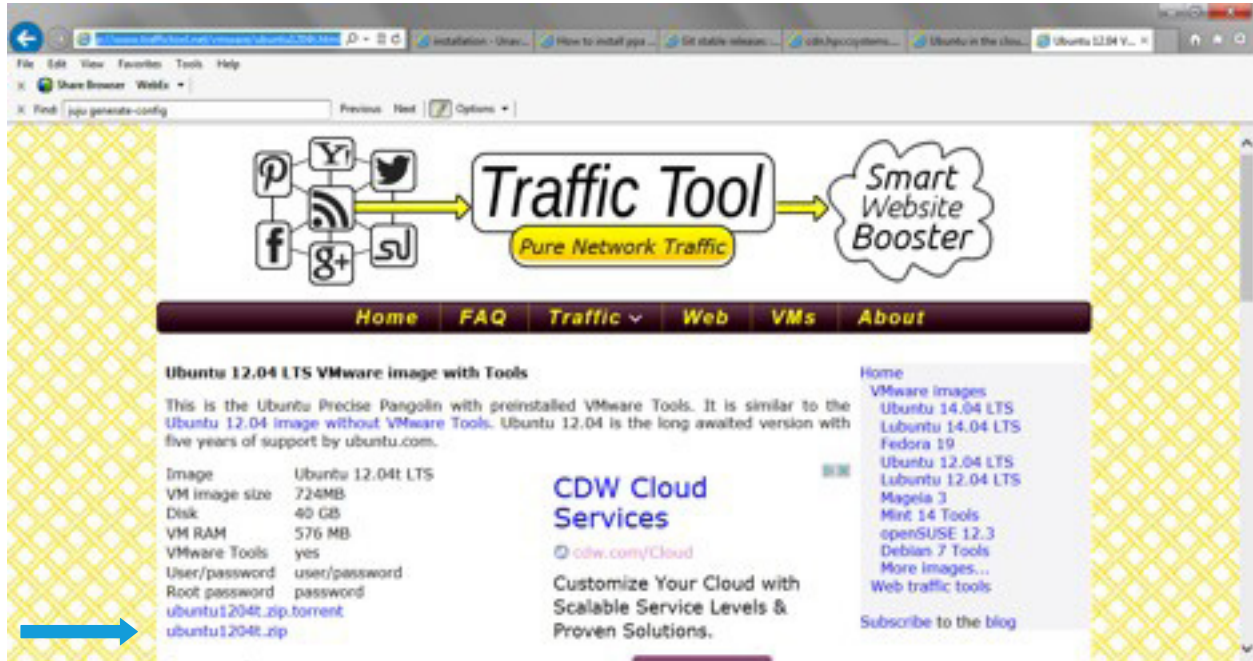 installation - Unav...
How to install ppa ...
Git stable releases ...
cdn.hpccsystems....
Ubuntu in the clou...
Ubuntu 12.04 V...
File Edit View Favorites Tools Help
x Share Browser WebEx
x Find: juju generate-config Previous Next Options
Traffic Tool
Pure Network Traffic
Smart
Website
Booster
Home FAQ Traffic Web VMs About
Ubuntu 12.04 LTS VMware image with Tools
This is the Ubuntu Precise Pangolin with preinstalled VMware Tools. It is similar to the
Ubuntu 12.04 image without VMware Tools. Ubuntu 12.04 is the long awaited version with
five years of support by ubuntu.com.
Image Ubuntu 12.04t LTS
VM image size 724MB
Disk 40 GB
VM RAM 576 MB
VMware Tools yes
User/password user/password
Root password password
ubuntu1204t.zip.torrent
ubuntu1204t.zip
CDW Cloud
Services
cdw.com/Cloud
Customize Your Cloud with
Scalable Service Levels &
Proven Solutions.
Home
VMware images
Ubuntu 14.04 LTS
Lubuntu 14.04 LTS
Fedora 19
Ubuntu 12.04 LTS
Lubuntu 12.04 LTS
Mageia 3
Mint 14 Tools
openSUSE 12.3
Debian 7 Tools
More images...
Web traffic tools
Subscribe to the blog